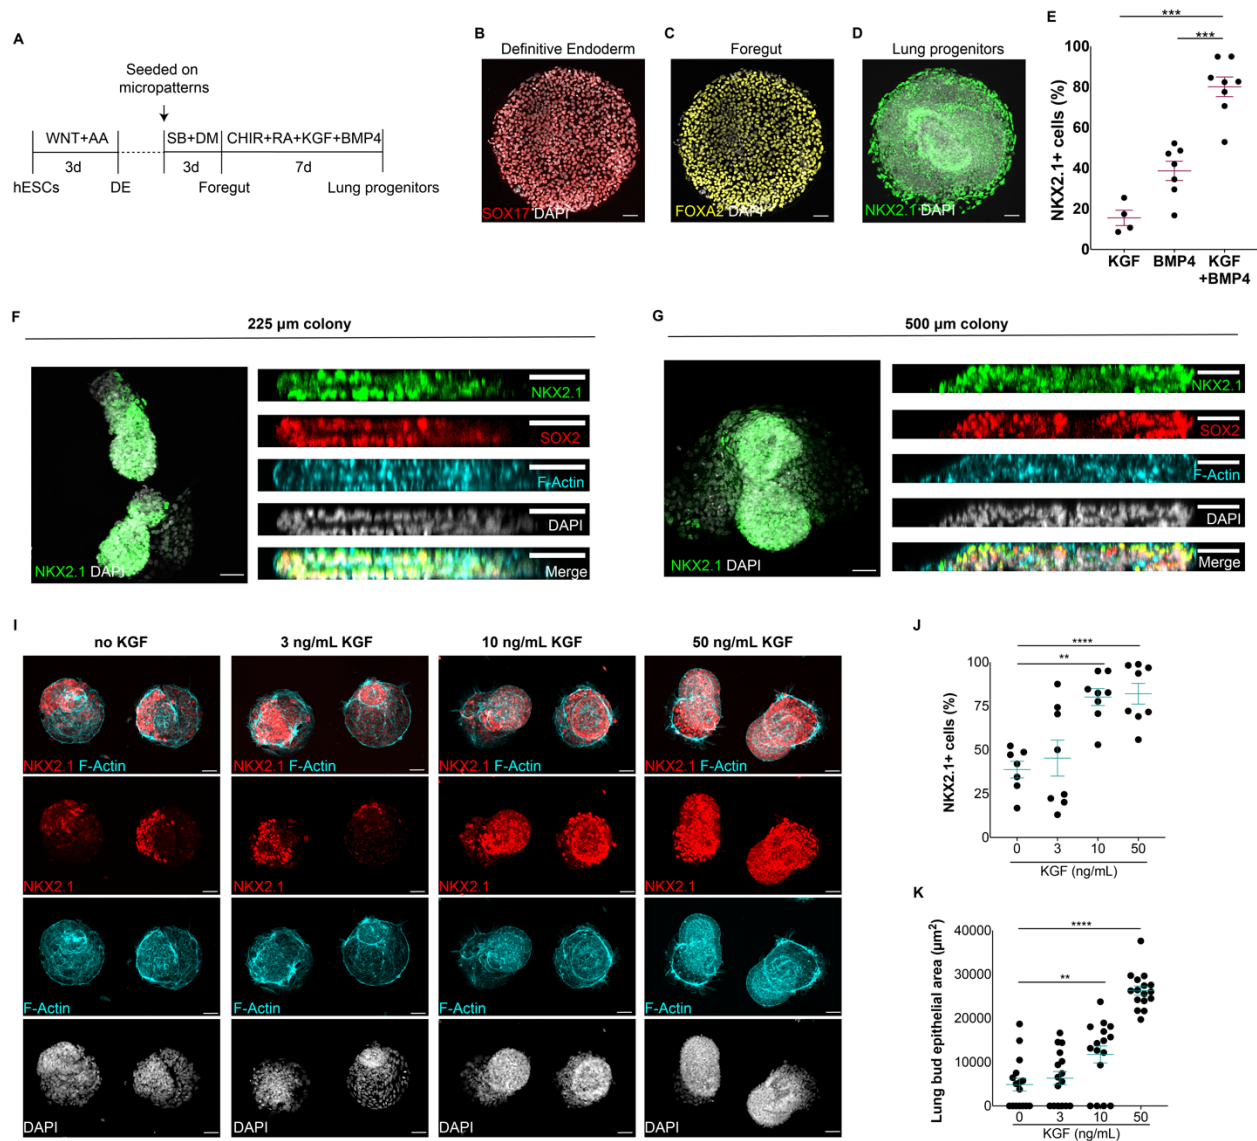 A
Seeded on
micropatterns
WNT+AA
SB+DM
CHIR+RA+KGF+BMP4
3d
3d
7d
hESCs
DE
Foregut
Lung progenitors
B
Definitive Endoderm
SOX17 DAPI
C
Foregut
FOXA2 DAPI
D
Lung progenitors
NKX2.1 DAPI
E
***
***
NKX2.1+ cells (%)
100
80
60
40
20
0
KGF
BMP4
KGF
+BMP4
F
225 µm colony
NKX2.1 DAPI
NKX2.1
SOX2
F-Actin
DAPI
Merge
G
500 µm colony
NKX2.1 DAPI
NKX2.1
SOX2
F-Actin
DAPI
Merge
I
no KGF
3 ng/mL KGF
10 ng/mL KGF
50 ng/mL KGF
NKX2.1 F-Actin
NKX2.1 F-Actin
NKX2.1 F-Actin
NKX2.1 F-Actin
NKX2.1
NKX2.1
NKX2.1
NKX2.1
F-Actin
F-Actin
F-Actin
F-Actin
DAPI
DAPI
DAPI
DAPI
J
****
**
NKX2.1+ cells (%)
100
75
50
25
0
0
3
10
50
KGF (ng/mL)
K
****
**
Lung bud epithelial area (µm²)
40000
30000
20000
10000
0
0
3
10
50
KGF (ng/mL)